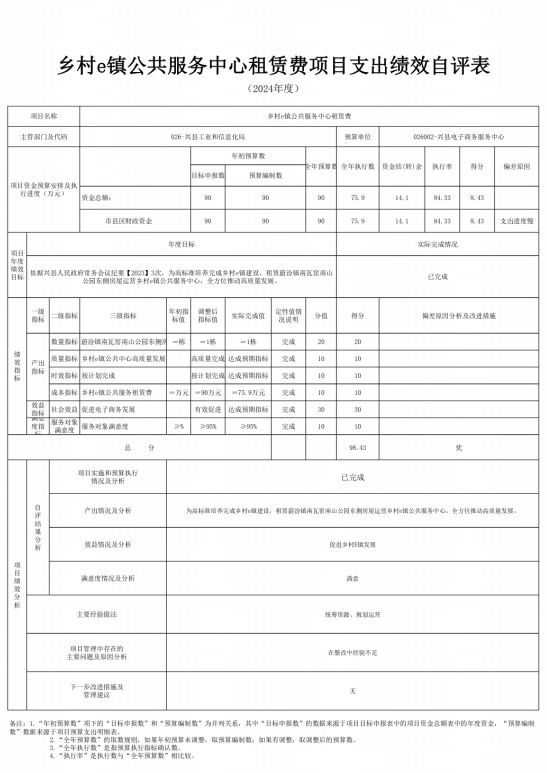 乡村e镇公共服务中心租赁费项目支出绩效自评表
（2024年度）
项目名称 乡村e镇公共服务中心租赁费
主管部门及代码 026-兴县工业和信息化局 预算单位 026002-兴县电子商务服务中心
项目资金预算安排及执行进度（万元） 年初预算数 全年预算数 全年执行数 资金结(转)余 执行率 得分 偏差原因
目标申报数 预算编制数
资金总额： 90 90 90 75.9 14.1 84.33 8.43
市县区财政资金 90 90 90 75.9 14.1 84.33 8.43 支出进度慢
项目年度绩效目标 年度目标 实际完成情况
依据兴县人民政府常务会议纪要【2023】3次，为高标准培养完成乡村e镇建设，租赁蔚汾镇南瓦窑南山
公园东侧房屋运营乡村e镇公共服务中心，全方位推动高质量发展。
已完成
绩效指标 一级指标 二级指标 三级指标 年初指标值 调整后指标值 实际完成值 定性值情况说明 分值 得分 偏差原因分析及改进措施
产出指标 数量指标 蔚汾镇南瓦窑南山公园东侧房 ＝栋 ＝1栋 ＝1栋 完成 20 20
质量指标 乡村e镇公共中心高质量发展 高质量完成 达成预期指标 完成 10 10
时效指标 按计划完成 按计划完成 达成预期指标 完成 10 10
成本指标 乡村e镇公共服务租赁费 ＝万元 ＝90万元 ＝75.9万元 完成 10 10
效益指标 社会效益 促进电子商务发展 有效促进 达成预期指标 完成 30 30
满意度指标 服务对象满意度 服务对象满意度 ≥% ≥95% ≥95% 完成 10 10
总 分 98.43 优
项目绩效分析 自评结果分析 项目实施和预算执行情况及分析 已完成
产出情况及分析 为高标准培养完成乡村e镇建设，租赁蔚汾镇南瓦窑南山公园东侧房屋运营乡村e镇公共服务中心，全方位推动高质量发展。
效益情况及分析 促进乡村E镇发展
满意度情况及分析 满意
主要经验做法 统筹资源、规划运营
项目管理中存在的主要问题及原因分析 在整改中经验不足
下一步改进措施及管理建议 无
备注：1.“年初预算数”项下的“目标申报数”和“预算编制数”为并列关系，其中“目标申报数”的数据来源于项目目标申报表中的项目资金总额表中的年度资金，“预算编制
数”数据来源于项目预算支出明细表。
2.“全年预算数”的取数规则，如果年初预算未调整，取预算编制数；如果有调整，取调整后的预算数。
3.“全年执行数”是指预算执行指标确认数。
4.“执行率”是执行数与“全年预算数”相比较。